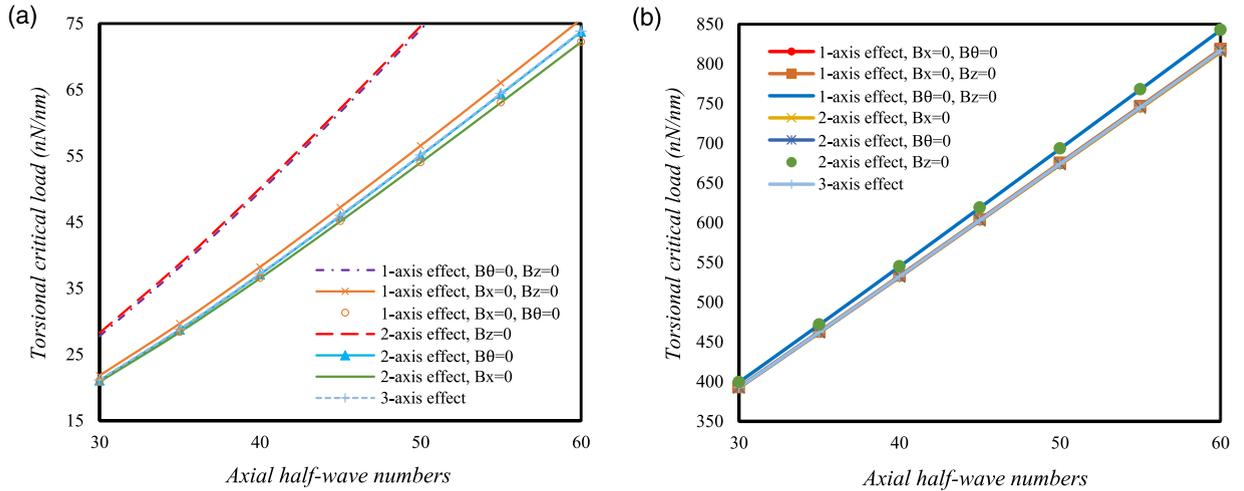 (a)
75
65
55
45
35
25
15
30
40
50
60
Torsional critical load (nN/nm)
Axial half-wave numbers
1-axis effect, Bθ=0, Bz=0
1-axis effect, Bx=0, Bz=0
1-axis effect, Bx=0, Bθ=0
2-axis effect, Bz=0
2-axis effect, Bθ=0
2-axis effect, Bx=0
3-axis effect
(b)
850
800
750
700
650
600
550
500
450
400
350
30
40
50
60
Torsional critical load (nN/nm)
Axial half-wave numbers
1-axis effect, Bx=0, Bθ=0
1-axis effect, Bx=0, Bz=0
1-axis effect, Bθ=0, Bz=0
2-axis effect, Bx=0
2-axis effect, Bθ=0
2-axis effect, Bz=0
3-axis effect